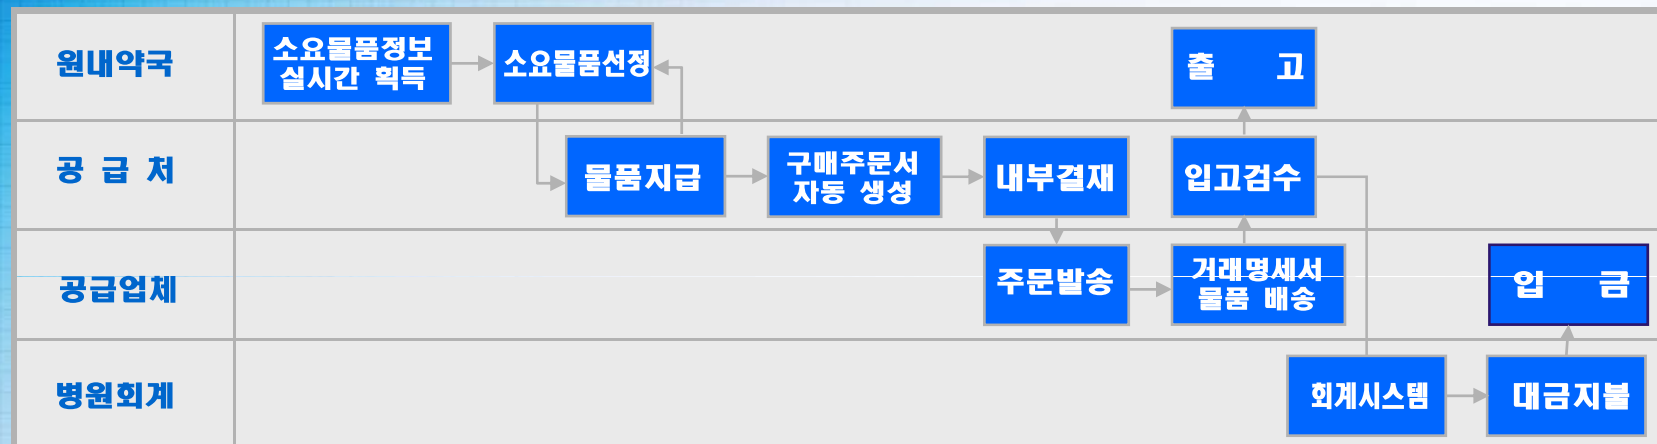 원내약국
소요물품정보
실시간 획득
소요물품선정
출 고
공 급 처
물품지급
구매주문서
자동 생성
내부결재
입고검수
공급업체
주문발송
거래명세서
물품 배송
입 금
병원회계
회계시스템
대금지불